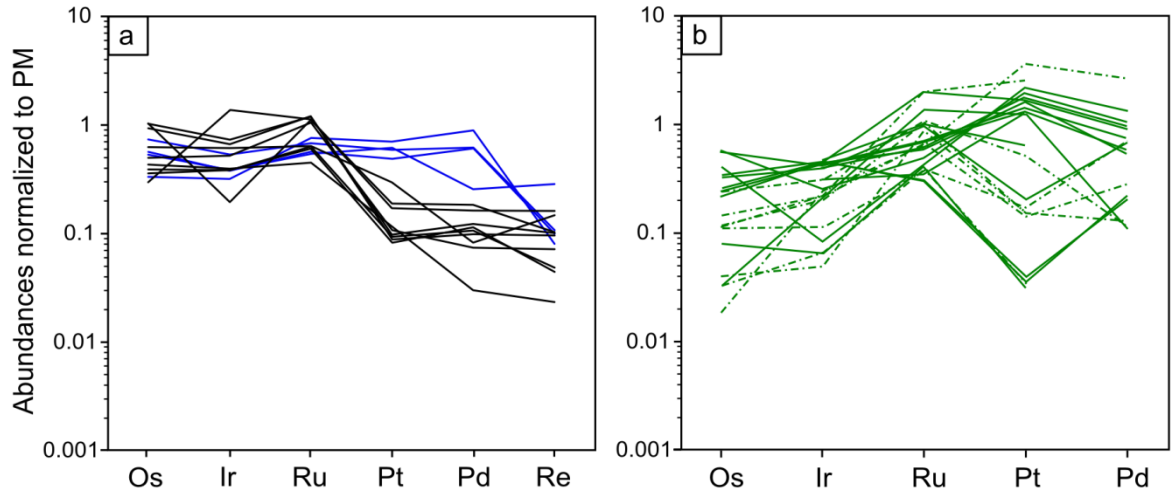 Abundances normalized to PM
a
10
1
0.1
0.01
0.001
Os Ir Ru Pt Pd Re
b
10
1
0.1
0.01
0.001
Os Ir Ru Pt Pd